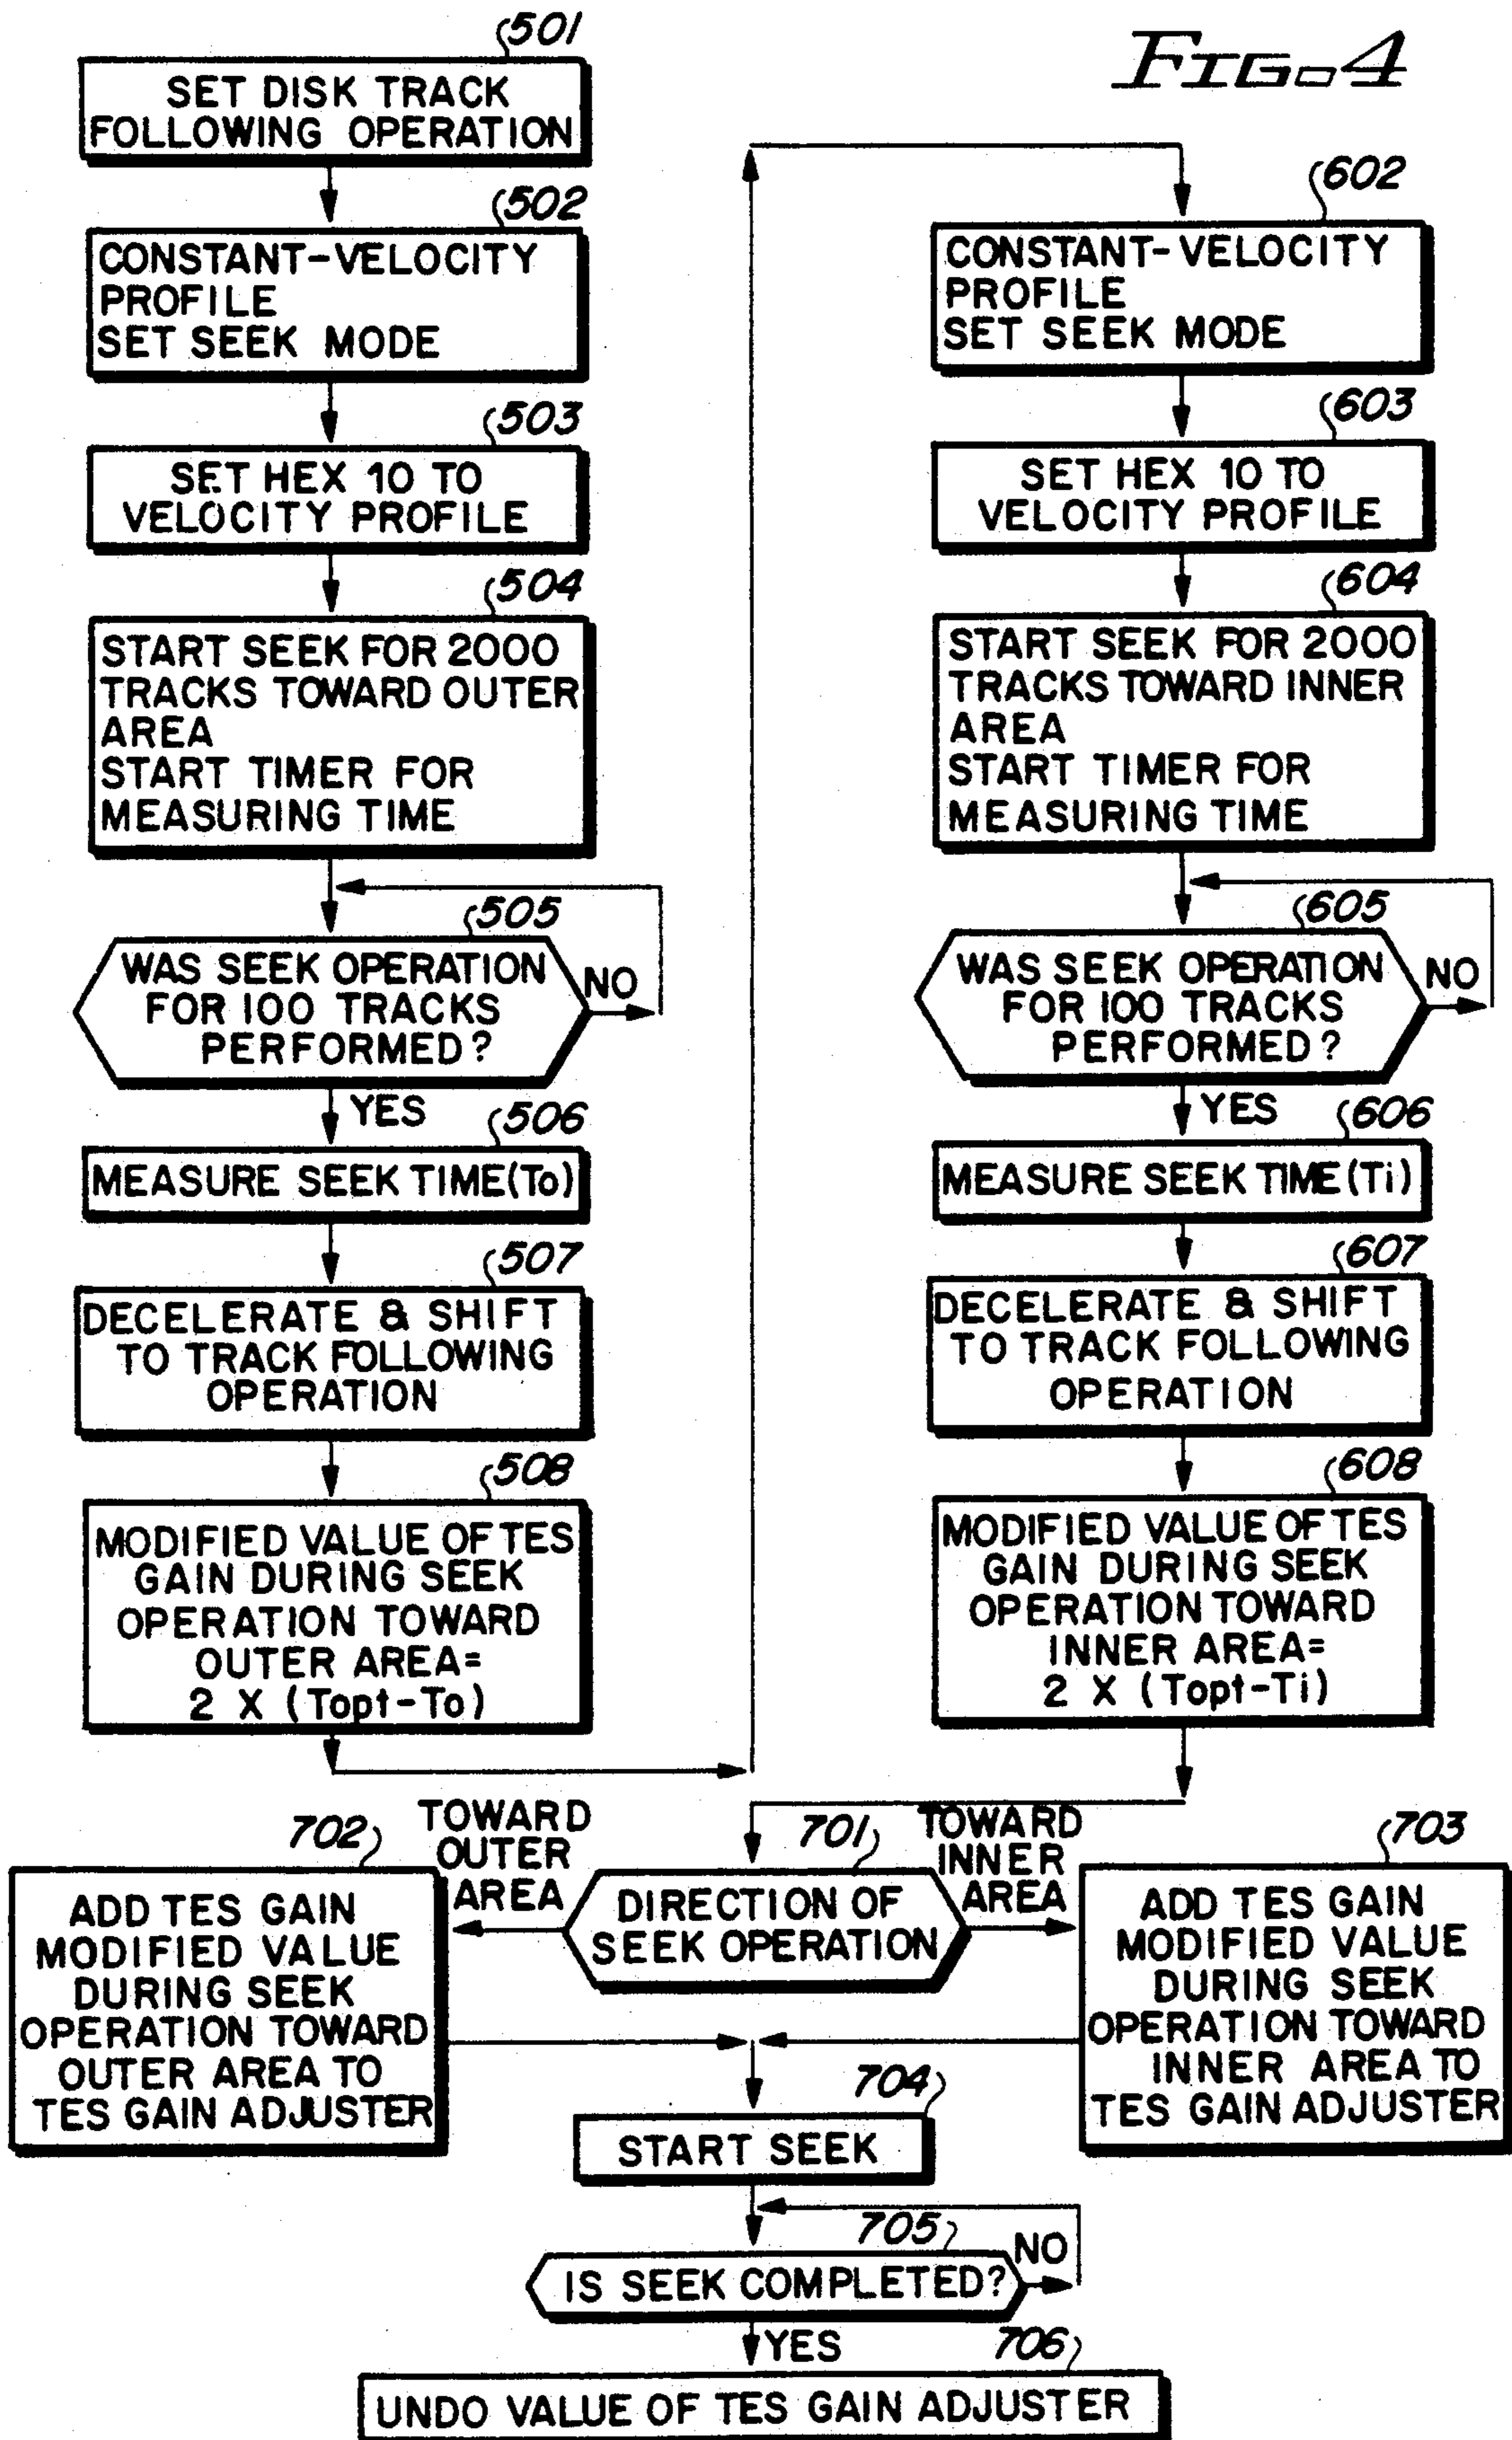 FIG. 4
501
SET DISK TRACK
FOLLOWING OPERATION
502
CONSTANT-VELOCITY
PROFILE
SET SEEK MODE
503
SET HEX 10 TO
VELOCITY PROFILE
504
START SEEK FOR 2000
TRACKS TOWARD OUTER
AREA
START TIMER FOR
MEASURING TIME
505
WAS SEEK OPERATION
FOR 100 TRACKS
PERFORMED?
NO
YES
506
MEASURE SEEK TIME(To)
507
DECELERATE & SHIFT
TO TRACK FOLLOWING
OPERATION
508
MODIFIED VALUE OF TES
GAIN DURING SEEK
OPERATION TOWARD
OUTER AREA=
2 X (Topt-To)
602
CONSTANT-VELOCITY
PROFILE
SET SEEK MODE
603
SET HEX 10 TO
VELOCITY PROFILE
604
START SEEK FOR 2000
TRACKS TOWARD INNER
AREA
START TIMER FOR
MEASURING TIME
605
WAS SEEK OPERATION
FOR 100 TRACKS
PERFORMED?
NO
YES
606
MEASURE SEEK TIME(Ti)
607
DECELERATE & SHIFT
TO TRACK FOLLOWING
OPERATION
608
MODIFIED VALUE OF TES
GAIN DURING SEEK
OPERATION TOWARD
INNER AREA=
2 X (Topt-Ti)
701
DIRECTION OF
SEEK OPERATION
TOWARD
OUTER
AREA
TOWARD
INNER
AREA
702
ADD TES GAIN
MODIFIED VALUE
DURING SEEK
OPERATION TOWARD
OUTER AREA TO
TES GAIN ADJUSTER
703
ADD TES GAIN
MODIFIED VALUE
DURING SEEK
OPERATION TOWARD
INNER AREA TO
TES GAIN ADJUSTER
704
START SEEK
705
IS SEEK COMPLETED?
NO
YES
706
UNDO VALUE OF TES GAIN ADJUSTER